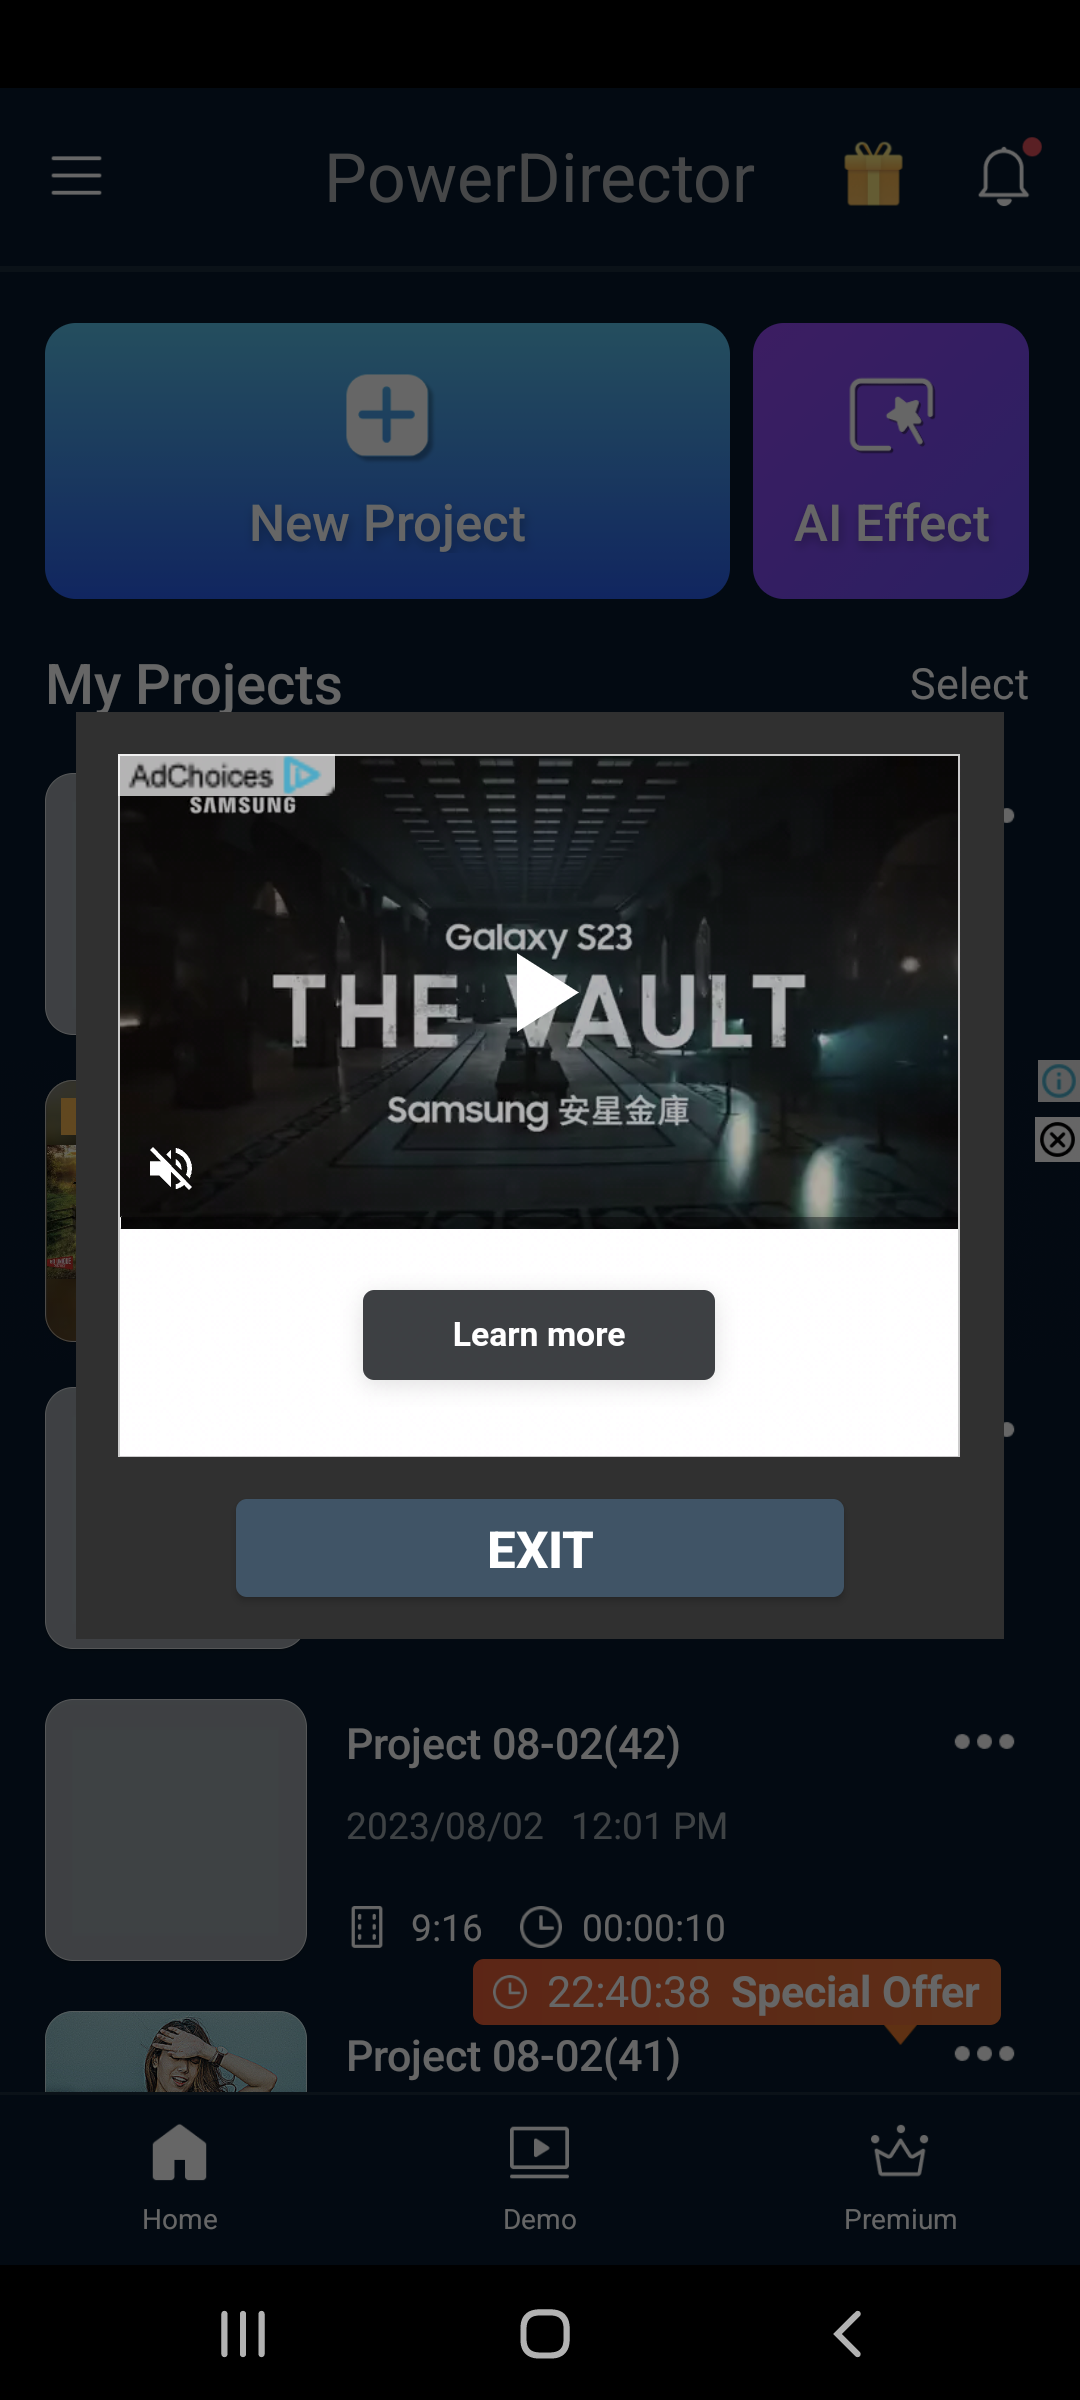 PowerDirector
New Project
AI Effect
My Projects
Select
AdChoices
SAMSUNG
Galaxy S23
THE VAULT
Samsung 安星金庫
Learn more
EXIT
Project 08-02(42)
2023/08/02 12:01 PM
9:16 00:00:10
22:40:38 Special Offer
Project 08-02(41)
Home
Demo
Premium